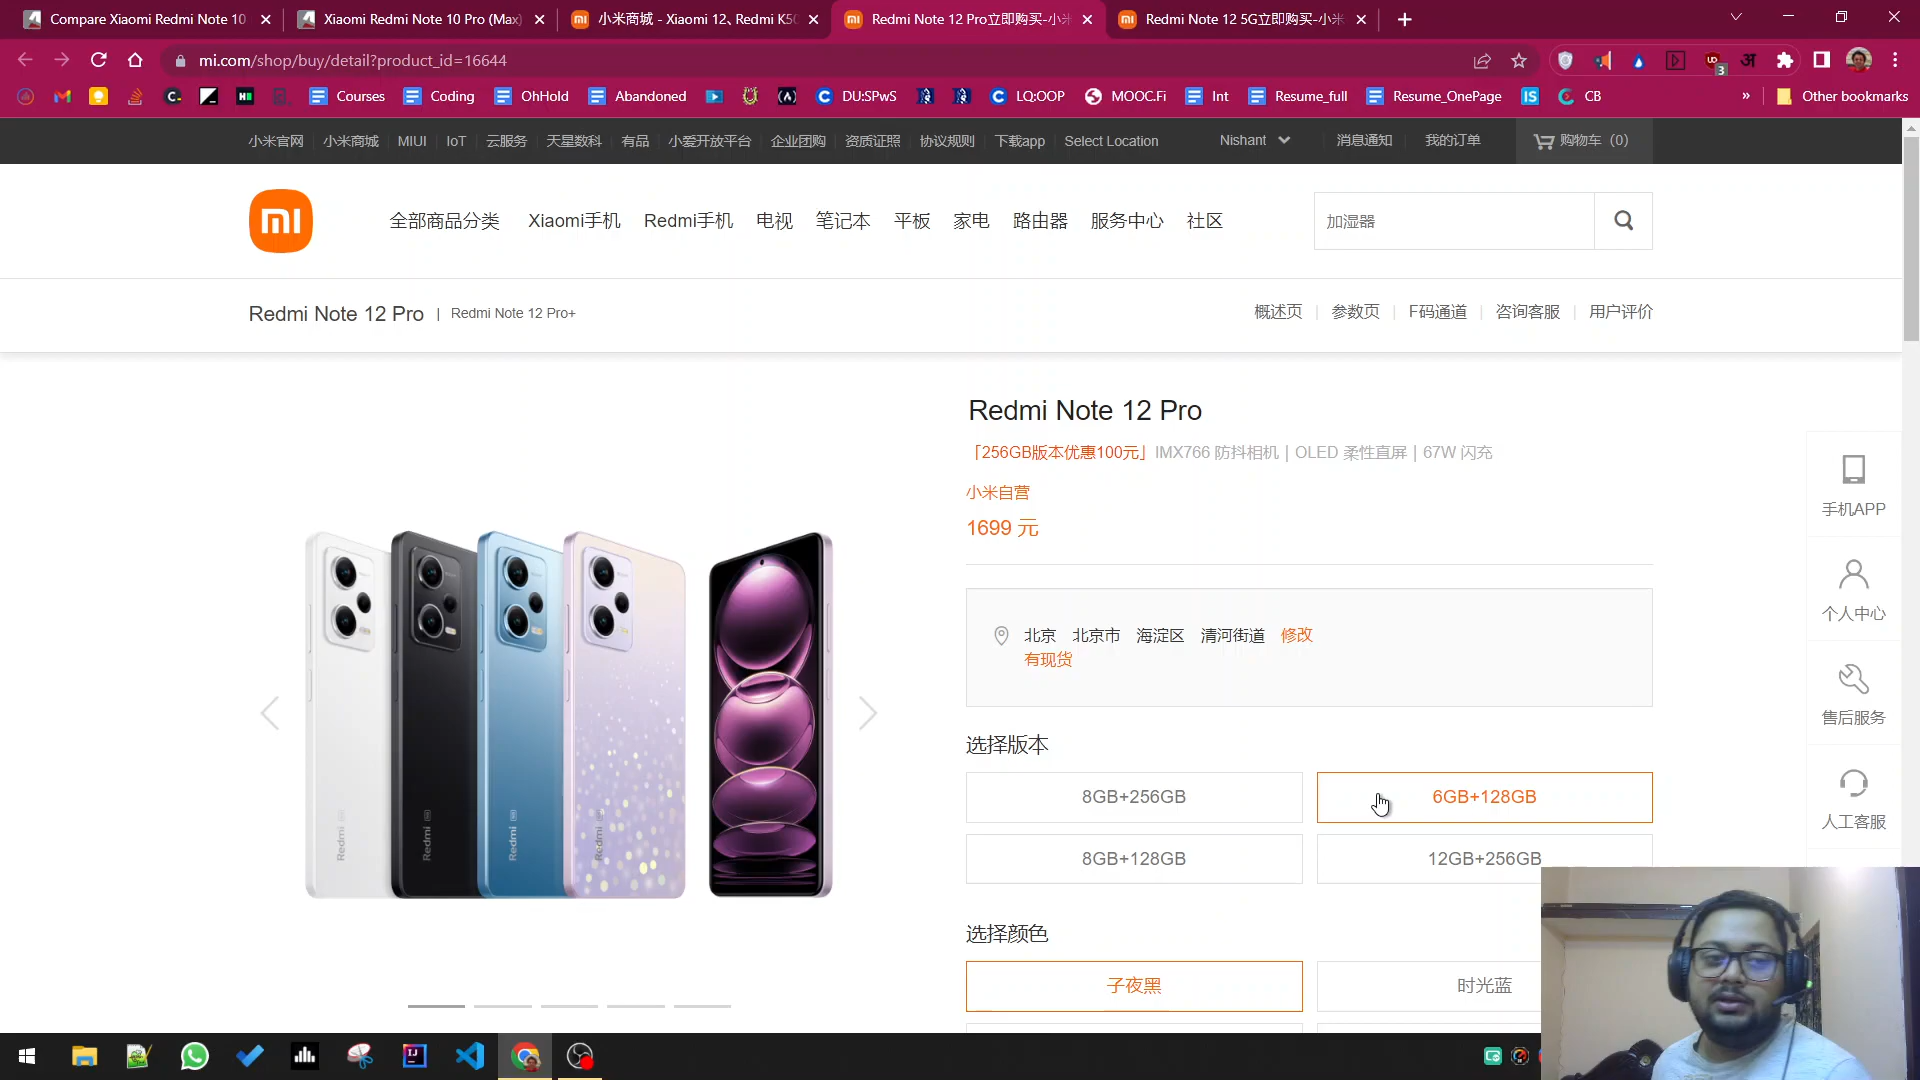 Compare Xiaomi Redmi Note 10
Xiaomi Redmi Note 10 Pro (Max)
小米商城 - Xiaomi 12、Redmi K50
Redmi Note 12 Pro立即购买-小米
Redmi Note 12 5G立即购买-小米
mi.com/shop/buy/detail?product_id=16644
3
Courses
Coding
OhHold
Abandoned
DU:SPwS
LQ:OOP
MOOC.Fi
Int
Resume_full
Resume_OnePage
IS
CB
»
Other bookmarks
小米官网
小米商城
MIUI
IoT
云服务
天星数科
有品
小爱开放平台
企业团购
资质证照
协议规则
下载app
Select Location
Nishant
消息通知
我的订单
购物车 (0)
全部商品分类
Xiaomi手机
Redmi手机
电视
笔记本
平板
家电
路由器
服务中心
社区
加湿器
Redmi Note 12 Pro | Redmi Note 12 Pro+
概述页 | 参数页 | F码通道 | 咨询客服 | 用户评价
Redmi Note 12 Pro
「256GB版本优惠100元」IMX766 防抖相机 | OLED 柔性直屏 | 67W 闪充
小米自营
1699 元
北京 北京市 海淀区 清河街道 修改
有现货
选择版本
8GB+256GB
6GB+128GB
8GB+128GB
12GB+256GB
选择颜色
子夜黑
时光蓝
手机APP
个人中心
售后服务
人工客服
Redmi
Redmi
Redmi
Redmi